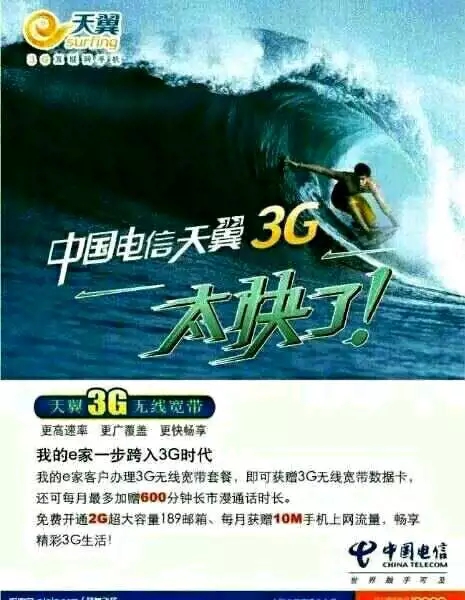 天翼
surfing
3G互联网手机
中国电信天翼 3G
太快了!
天翼 3G 无线宽带
更高速率 更广覆盖 更快畅享
我的e家一步跨入3G时代
我的e家客户办理3G无线宽带套餐，即可获赠3G无线宽带数据卡，
还可每月最多加赠600分钟长市漫通话时长。
免费开通2G超大容量189邮箱、每月获赠10M手机上网流量，畅享
精彩3G生活！
中国电信
CHINA TELECOM
世界触手可及